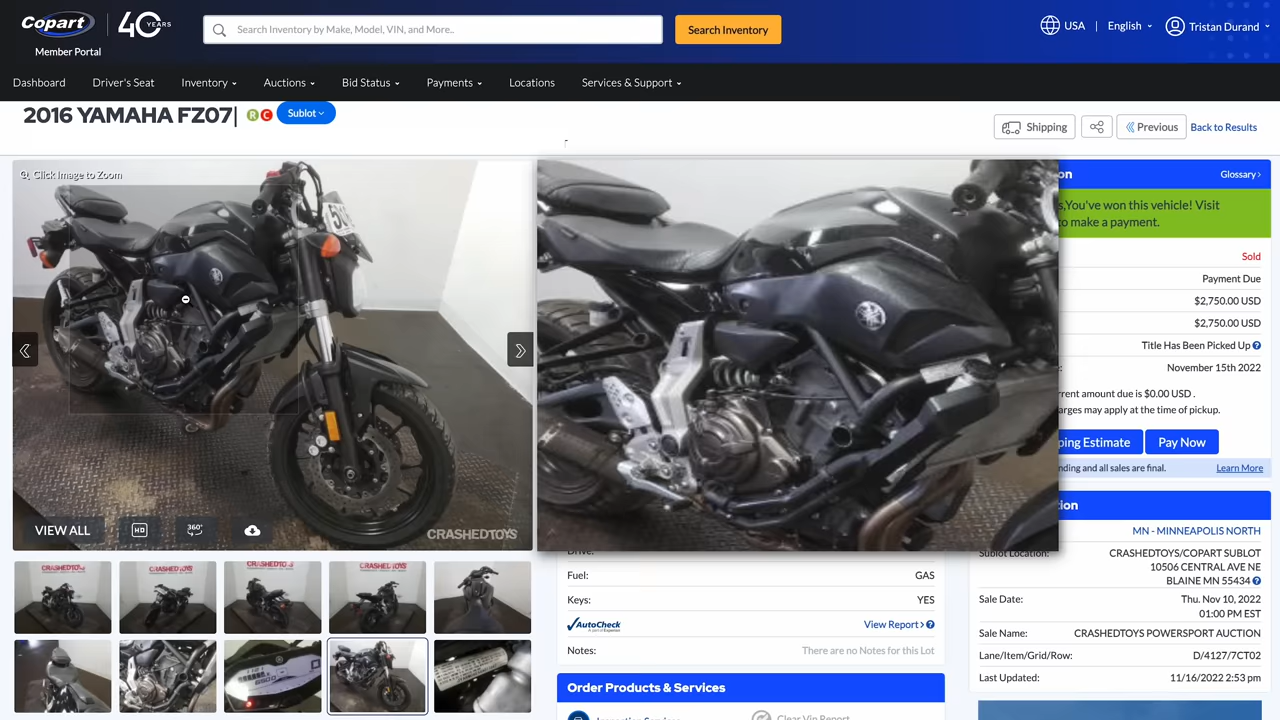 Copart
40 YEARS
Member Portal
Search Inventory by Make, Model, VIN, and More..
Search Inventory
USA
English
Tristan Durand
Dashboard
Driver's Seat
Inventory
Auctions
Bid Status
Payments
Locations
Services & Support
2016 YAMAHA FZ07|
R C
Sublot
Shipping
Previous
Back to Results
Click Image to Zoom
on
Glossary
s,You've won this vehicle! Visit
to make a payment.
Sold
Payment Due
$2,750.00 USD
$2,750.00 USD
Title Has Been Picked Up
November 15th 2022
rrent amount due is $0.00 USD .
arges may apply at the time of pickup.
ping Estimate
Pay Now
nding and all sales are final.
Learn More
tion
MN - MINNEAPOLIS NORTH
Sublot Location:
CRASHEDTOYS/COPART SUBLOT
10506 CENTRAL AVE NE
BLAINE MN 55434
Sale Date:
Thu. Nov 10, 2022
01:00 PM EST
Sale Name:
CRASHEDTOYS POWERSPORT AUCTION
Lane/Item/Grid/Row:
D/4127/7CT02
Last Updated:
11/16/2022 2:53 pm
VIEW ALL
HD
360°
CRASHEDTOYS
Drive:
Fuel:
GAS
Keys:
YES
AutoCheck
View Report
Notes:
There are no Notes for this Lot
Order Products & Services
Clear Vin Report